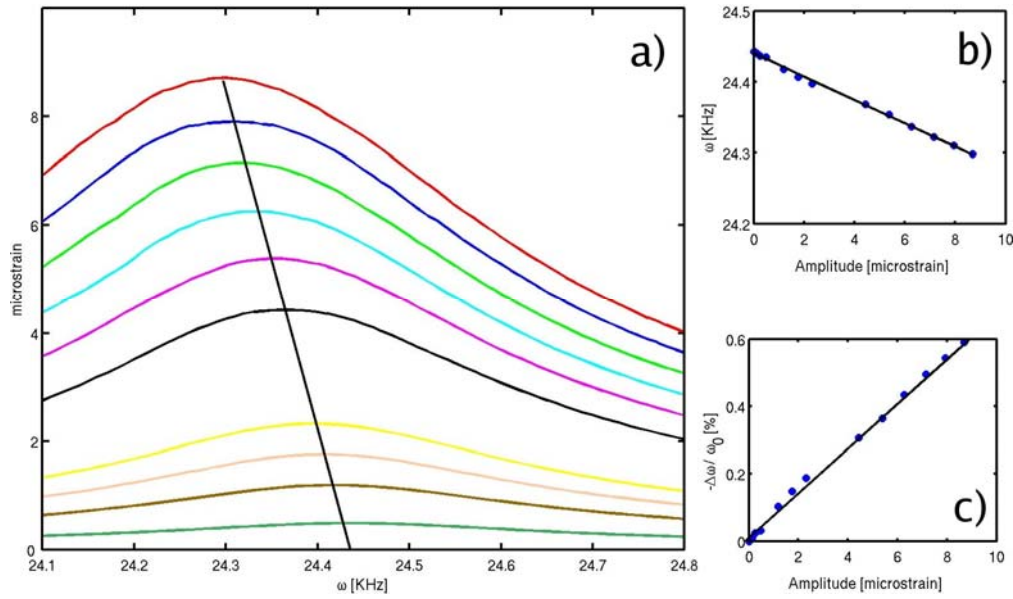 a)
8
6
4
2
0
microstrain
24.1 24.2 24.3 24.4 24.5 24.6 24.7 24.8
ω [KHz]
b)
24.5
24.4
24.3
24.2
ω [KHz]
0 2 4 6 8 10
Amplitude [microstrain]
c)
0.6
0.4
0.2
0
-Δω/ ω0 [%]
0 2 4 6 8 10
Amplitude [microstrain]